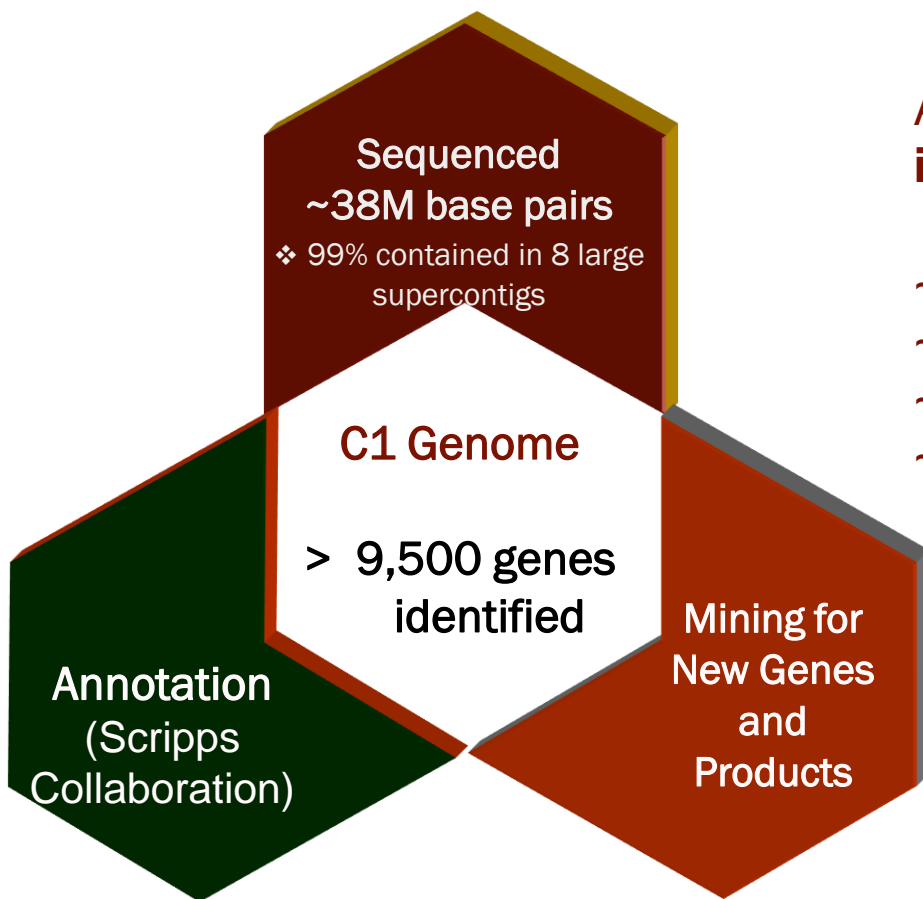 Sequenced
~38M base pairs
❖ 99% contained in 8 large
supercontigs
C1 Genome
> 9,500 genes
identified
Annotation
(Scripps
Collaboration)
Mining for
New Genes
and
Products
~
~
~
~